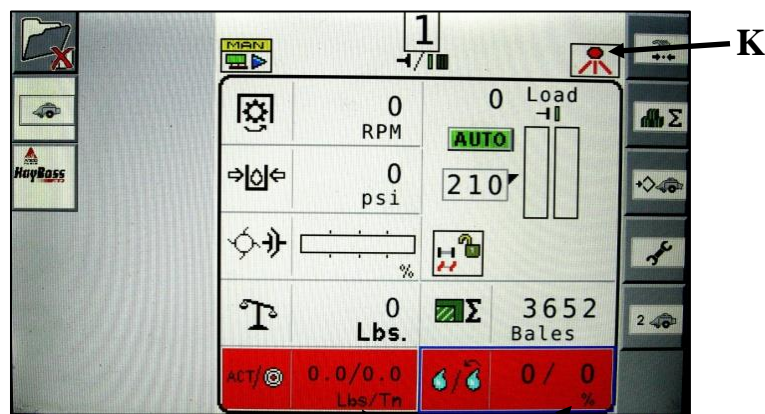 1
MAN
K
0 0 Load
RPM
AUTO
Σ
HayBoss
0 210
psi
%
0 Σ 3652
Lbs. Bales
2
ACT/ 0.0/0.0 / 0/ 0
Lbs/Tn %